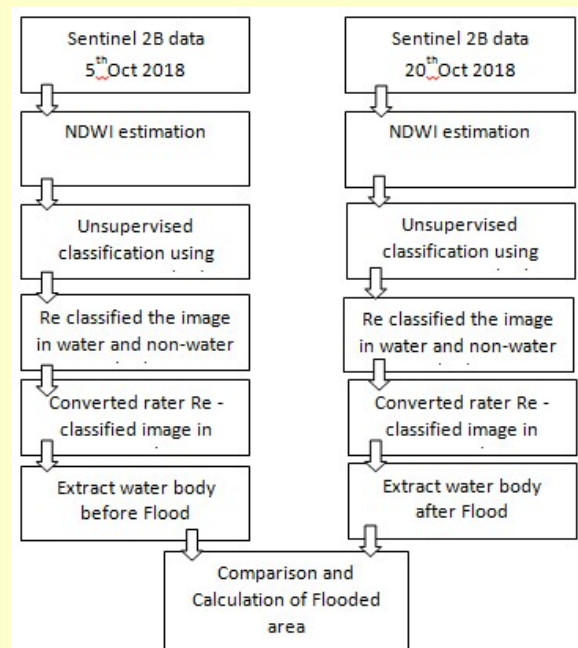 Sentinel 2B data
5th Oct 2018
NDWI estimation
Unsupervised
classification using
Re classified the image
in water and non-water
Converted rater Re -
classified image in
Extract water body
before Flood
Sentinel 2B data
20th Oct 2018
NDWI estimation
Unsupervised
classification using
Re classified the image
in water and non-water
Converted rater Re -
classified image in
Extract water body
after Flood
Comparison and
Calculation of Flooded
area